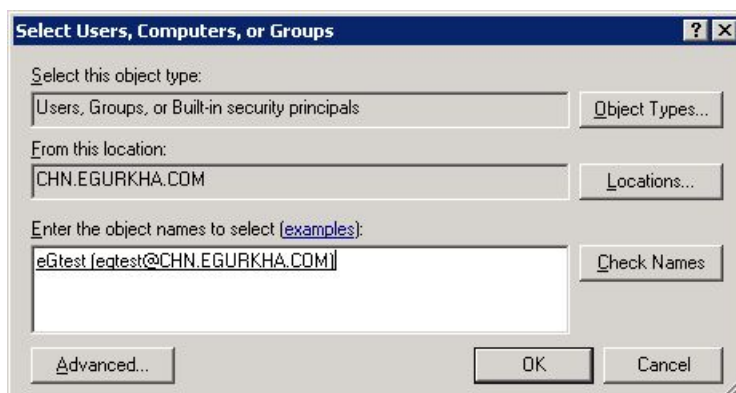 Select Users, Computers, or Groups
Select this object type:
Users, Groups, or Built-in security principals
Object Types...
From this location:
CHN.EGURKHA.COM
Locations...
Enter the object names to select (examples):
eGtest (egtest@CHN.EGURKHA.COM)
Check Names
Advanced...
OK
Cancel